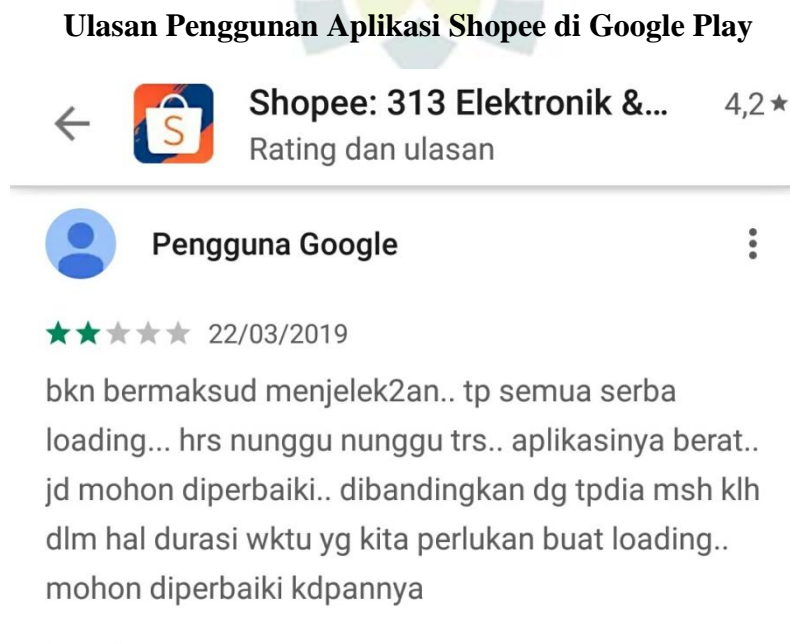 Ulasan Penggunan Aplikasi Shopee di Google Play
Shopee: 313 Elektronik &... 4,2★
Rating dan ulasan
S
Pengguna Google
22/03/2019
bkn bermaksud menjelek2an.. tp semua serba
loading... hrs nunggu nunggu trs.. aplikasinya berat..
jd mohon diperbaiki.. dibandingkan dg tpdia msh klh
dlm hal durasi wktu yg kita perlukan buat loading..
mohon diperbaiki kdpannya